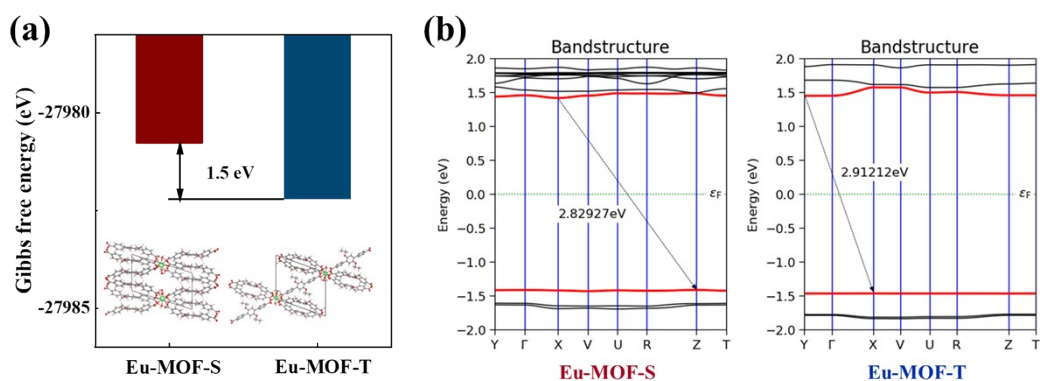 (a)
Gibbs free energy (eV)
-27980
-27985
1.5 eV
Eu-MOF-S
Eu-MOF-T
(b)
Bandstructure
Energy (eV)
2.0
1.5
1.0
0.5
0.0
−0.5
−1.0
−1.5
−2.0
2.82927eV
εF
Y Γ X V U R Z T
Eu-MOF-S
Bandstructure
Energy (eV)
2.0
1.5
1.0
0.5
0.0
−0.5
−1.0
−1.5
−2.0
2.91212eV
εF
Y Γ X V U R Z T
Eu-MOF-T